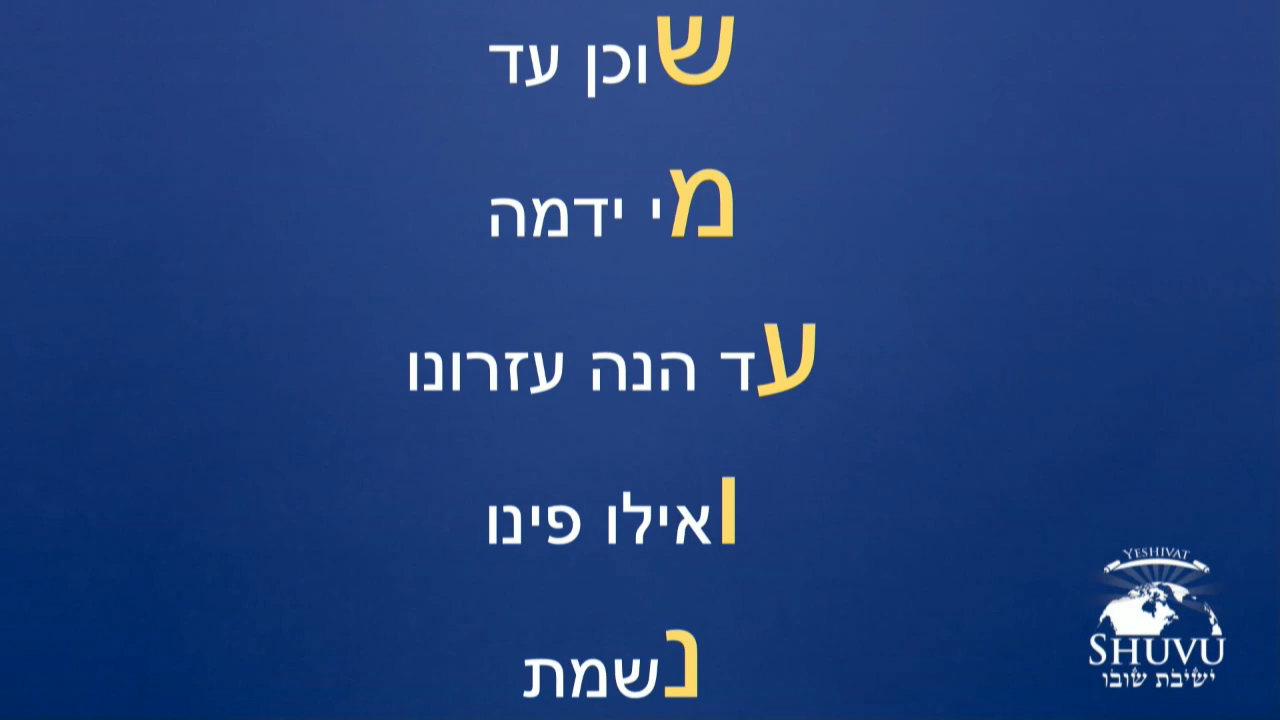 שוכן עד
מי ידמה
עד הנה עזרונו
ואילו פינו
נשמת
YESHIVAT
SHUVU
ישיבת שובו